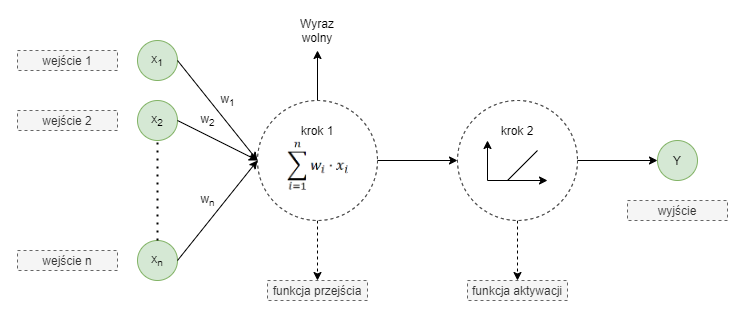 Wyraz
wolny
wejście 1
x1
w1
wejście 2
x2
w2
krok 1
n
∑ wi · xi
i=1
krok 2
Y
wyjście
wn
wejście n
xn
funkcja przejścia
funkcja aktywacji